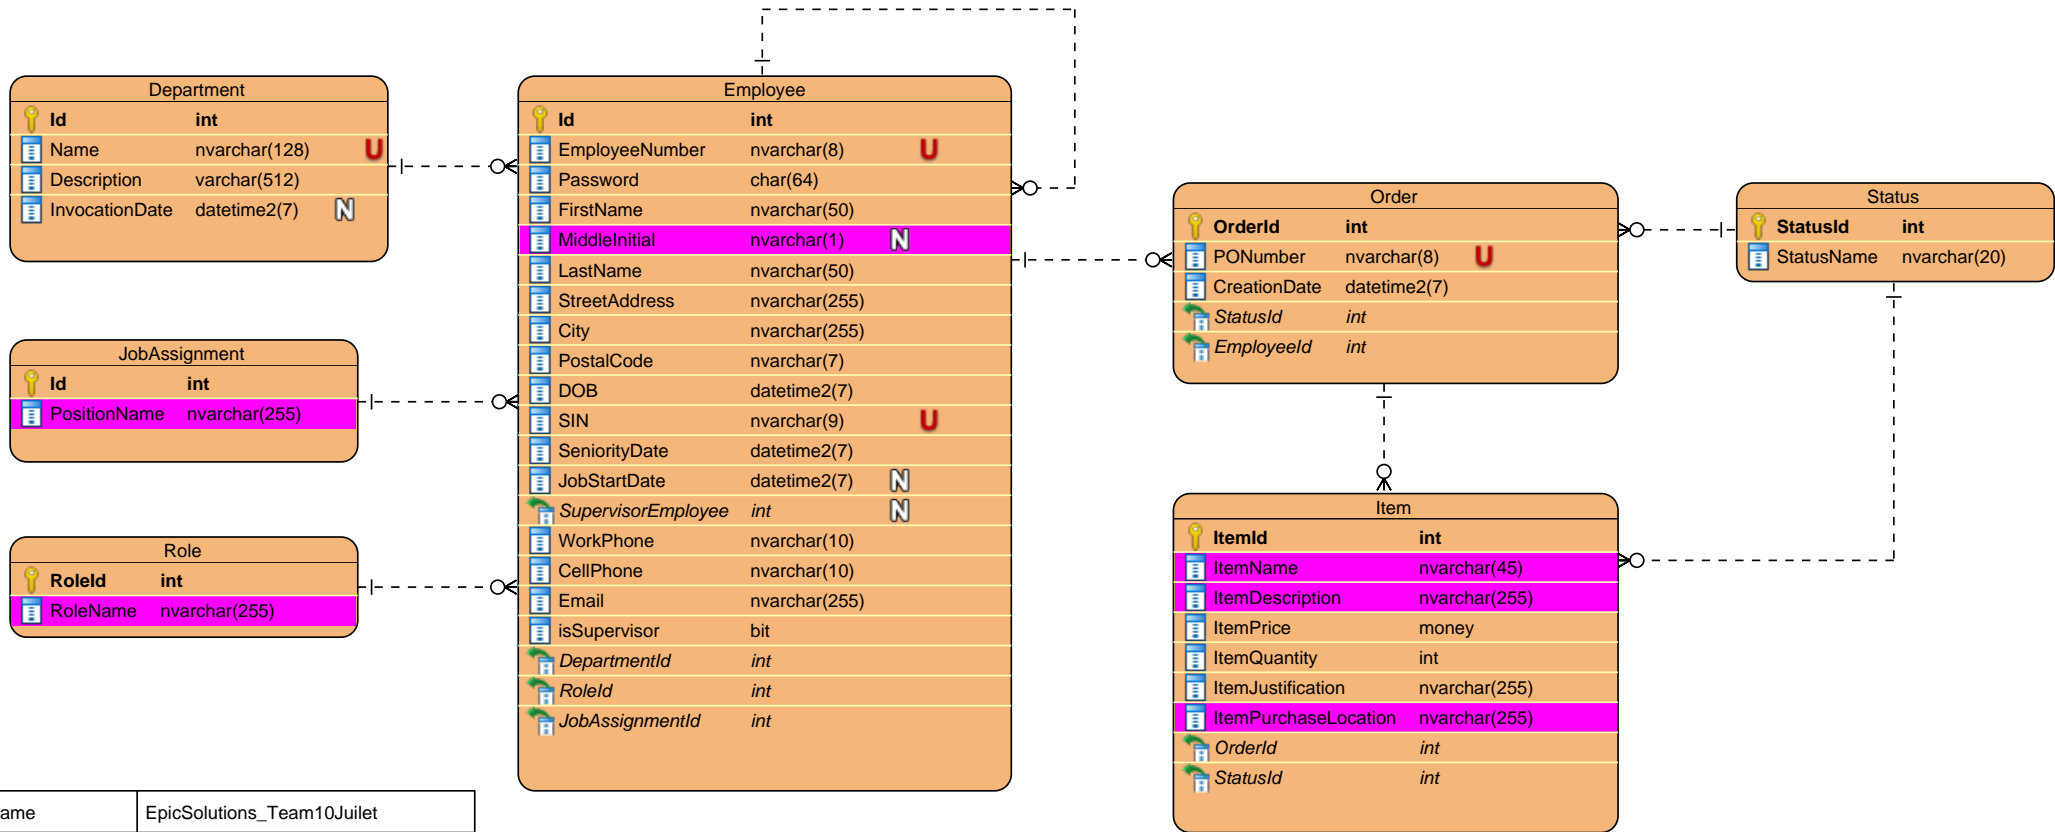 Department
Id int
Name nvarchar(128) U
Description varchar(512)
InvocationDate datetime2(7) N
JobAssignment
Id int
PositionName nvarchar(255)
Role
RoleId int
RoleName nvarchar(255)
ame EpicSolutions_Team10Juilet
Employee
Id int
EmployeeNumber nvarchar(8) U
Password char(64)
FirstName nvarchar(50)
MiddleInitial nvarchar(1) N
LastName nvarchar(50)
StreetAddress nvarchar(255)
City nvarchar(255)
PostalCode nvarchar(7)
DOB datetime2(7)
SIN nvarchar(9) U
SeniorityDate datetime2(7)
JobStartDate datetime2(7) N
SupervisorEmployee int N
WorkPhone nvarchar(10)
CellPhone nvarchar(10)
Email nvarchar(255)
isSupervisor bit
DepartmentId int
RoleId int
JobAssignmentId int
Order
OrderId int
PONumber nvarchar(8) U
CreationDate datetime2(7)
StatusId int
EmployeeId int
Status
StatusId int
StatusName nvarchar(20)
Item
ItemId int
ItemName nvarchar(45)
ItemDescription nvarchar(255)
ItemPrice money
ItemQuantity int
ItemJustification nvarchar(255)
ItemPurchaseLocation nvarchar(255)
OrderId int
StatusId int